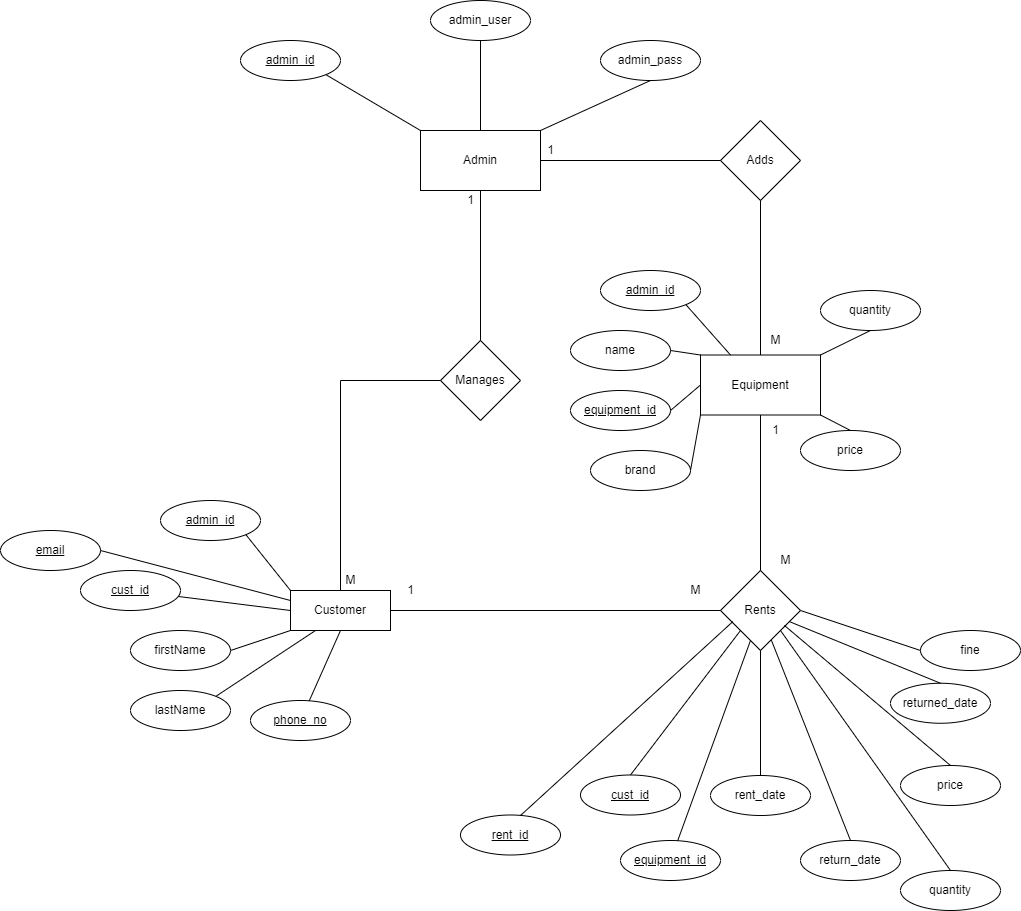 admin_user
admin_id
admin_pass
1
Admin
Adds
1
admin_id
quantity
M
name
Manages
Equipment
equipment_id
1
price
brand
admin_id
email
M
M
cust_id
1
M
Customer
Rents
firstName
fine
lastName
phone_no
returned_date
price
cust_id
rent_date
rent_id
equipment_id
return_date
quantity